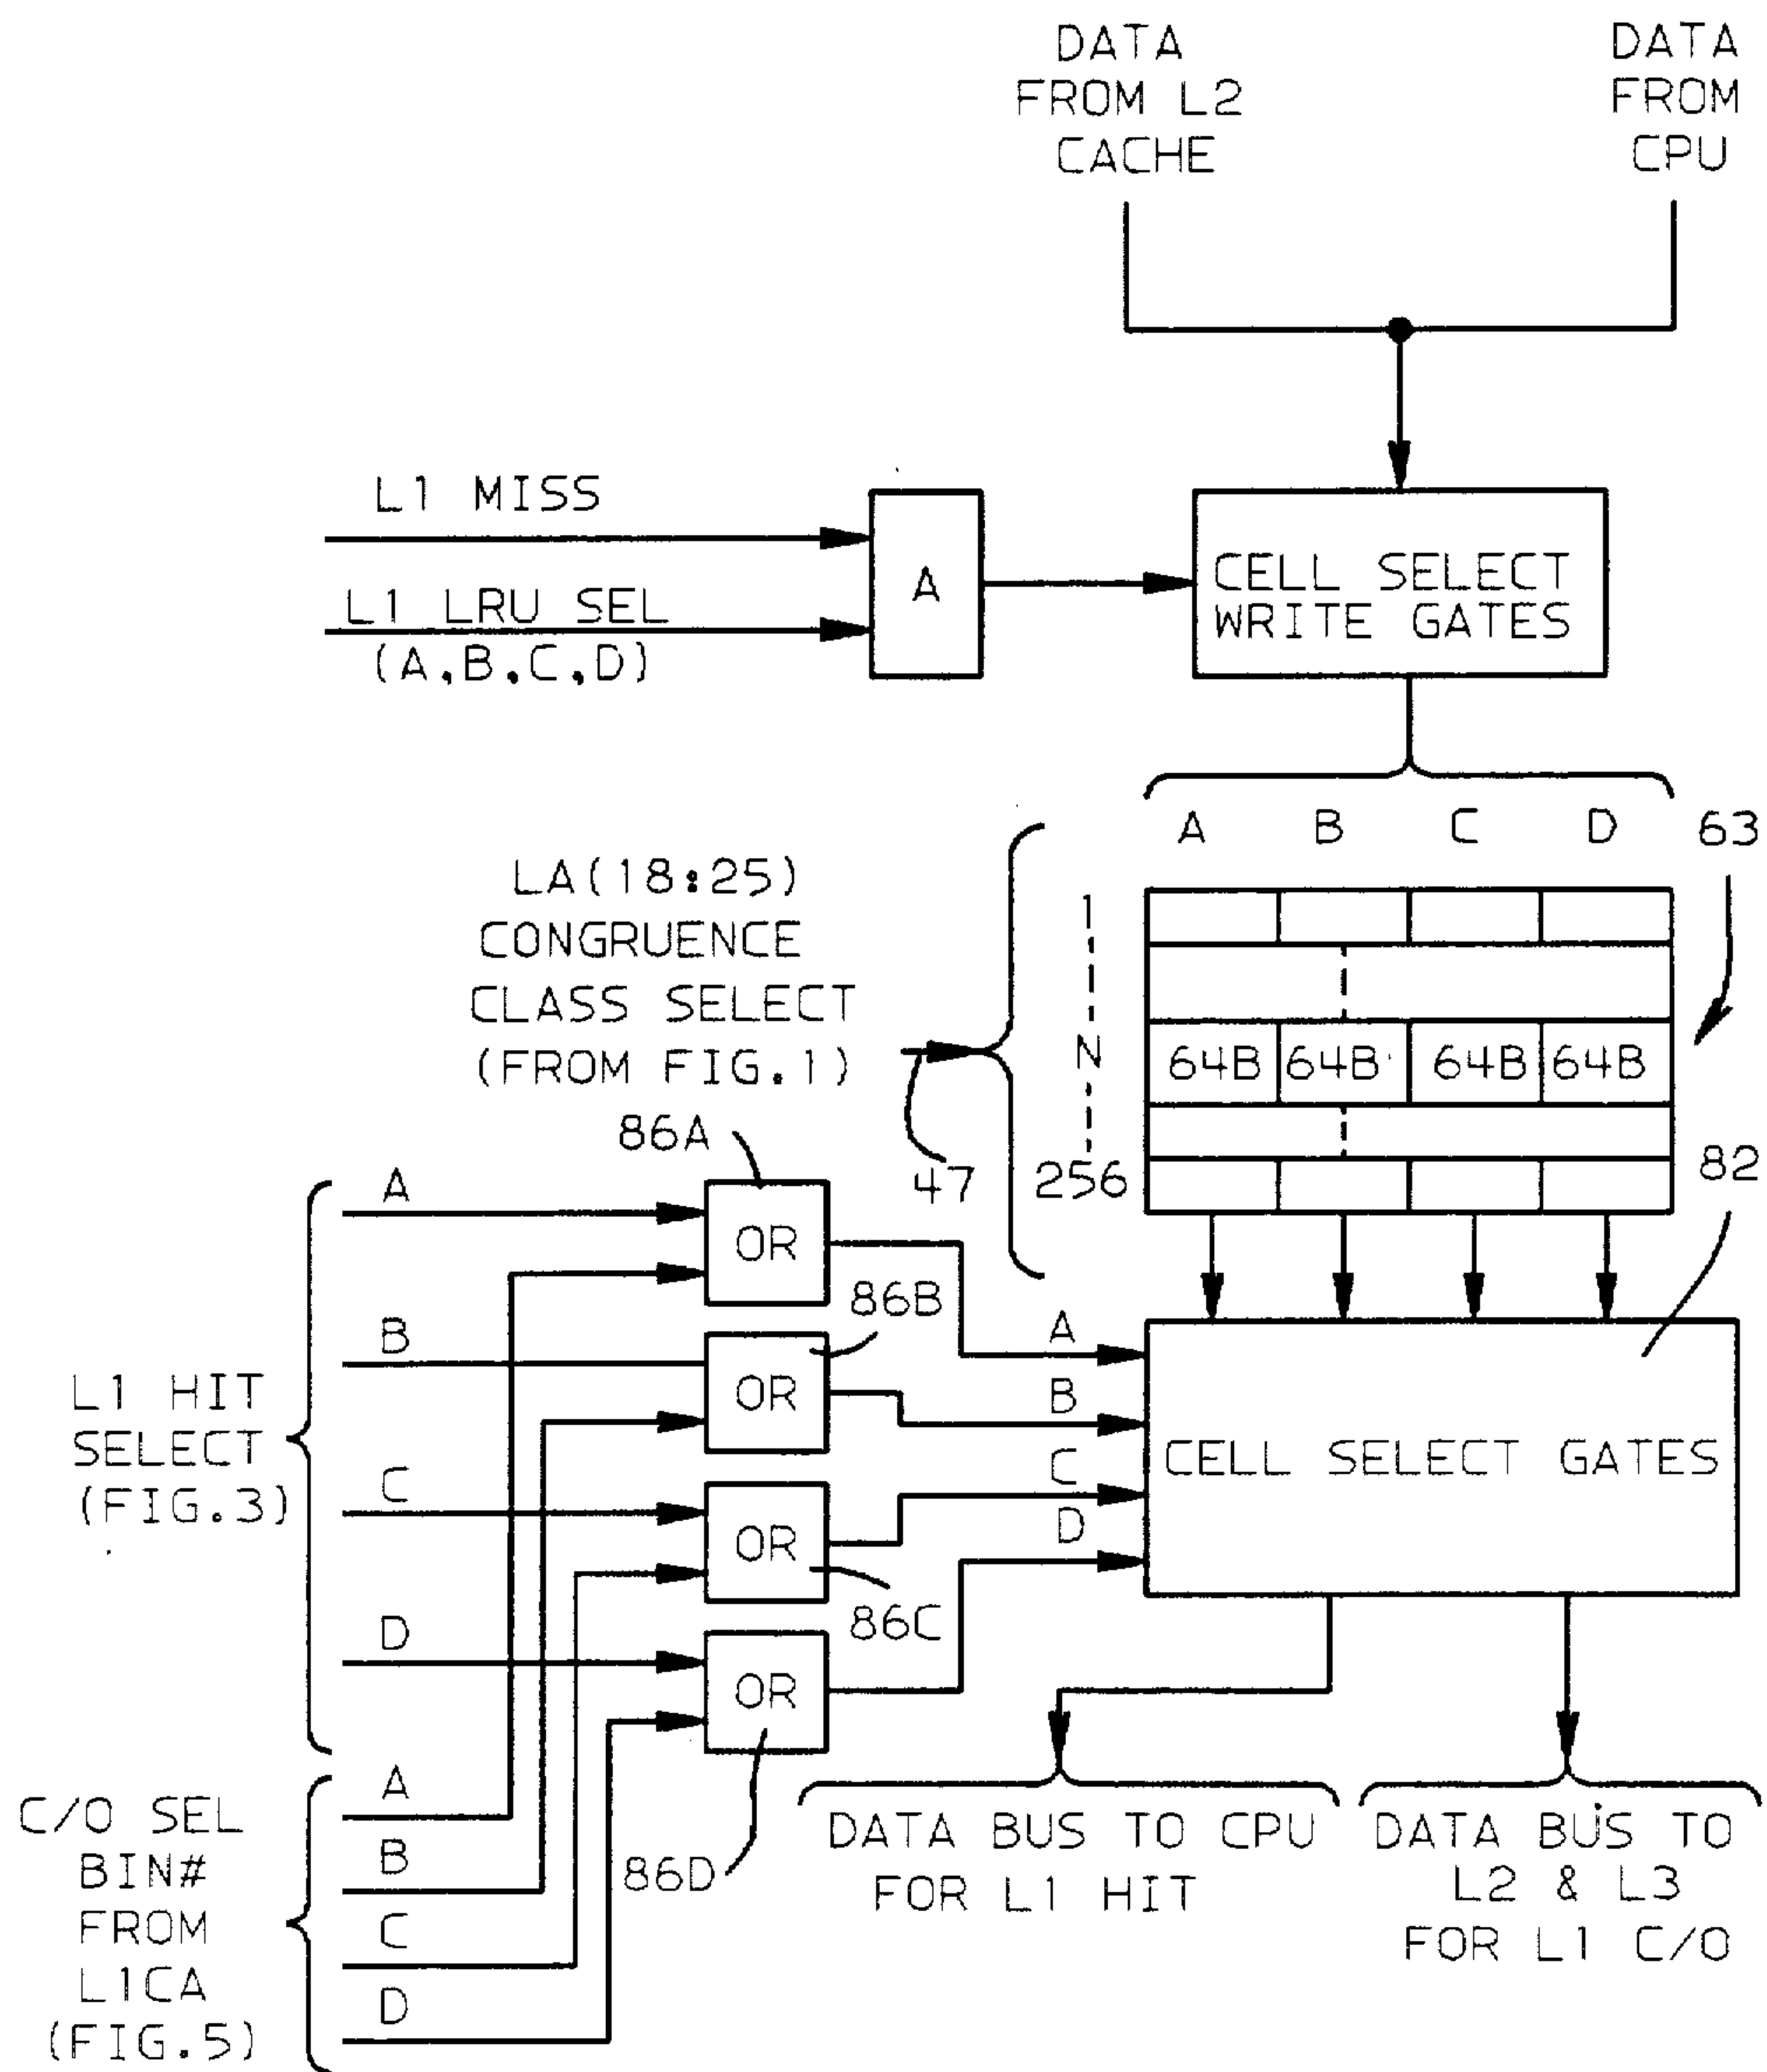 DATA
FROM L2
CACHE
DATA
FROM
CPU
L1 MISS
L1 LRU SEL
(A,B,C,D)
A
CELL SELECT
WRITE GATES
A B C D 63
LA(18:25)
CONGRUENCE
CLASS SELECT
(FROM FIG.1)
47
1
N
256
64B 64B 64B 64B
82
86A
A
OR
86B
B
OR
L1 HIT
SELECT
(FIG.3)
C
OR
86C
D
OR
86D
A
B
C
D
CELL SELECT GATES
C/O SEL
BIN#
FROM
L1CA
(FIG.5)
A
B
C
D
DATA BUS TO CPU
FOR L1 HIT
DATA BUS TO
L2 & L3
FOR L1 C/O